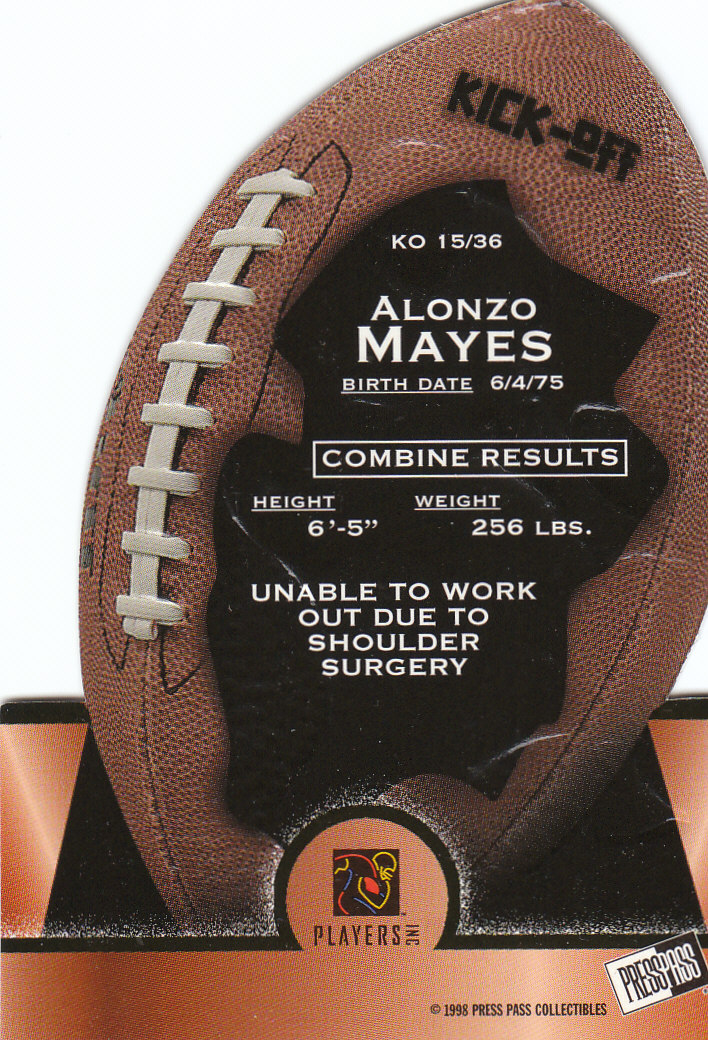 KICK-OFF
KO 15/36
ALONZO
MAYES
BIRTH DATE 6/4/75
COMBINE RESULTS
HEIGHT WEIGHT
6'-5" 256 LBS.
UNABLE TO WORK
OUT DUE TO
SHOULDER
SURGERY
PLAYERS INC
PRESS PASS
© 1998 PRESS PASS COLLECTIBLES